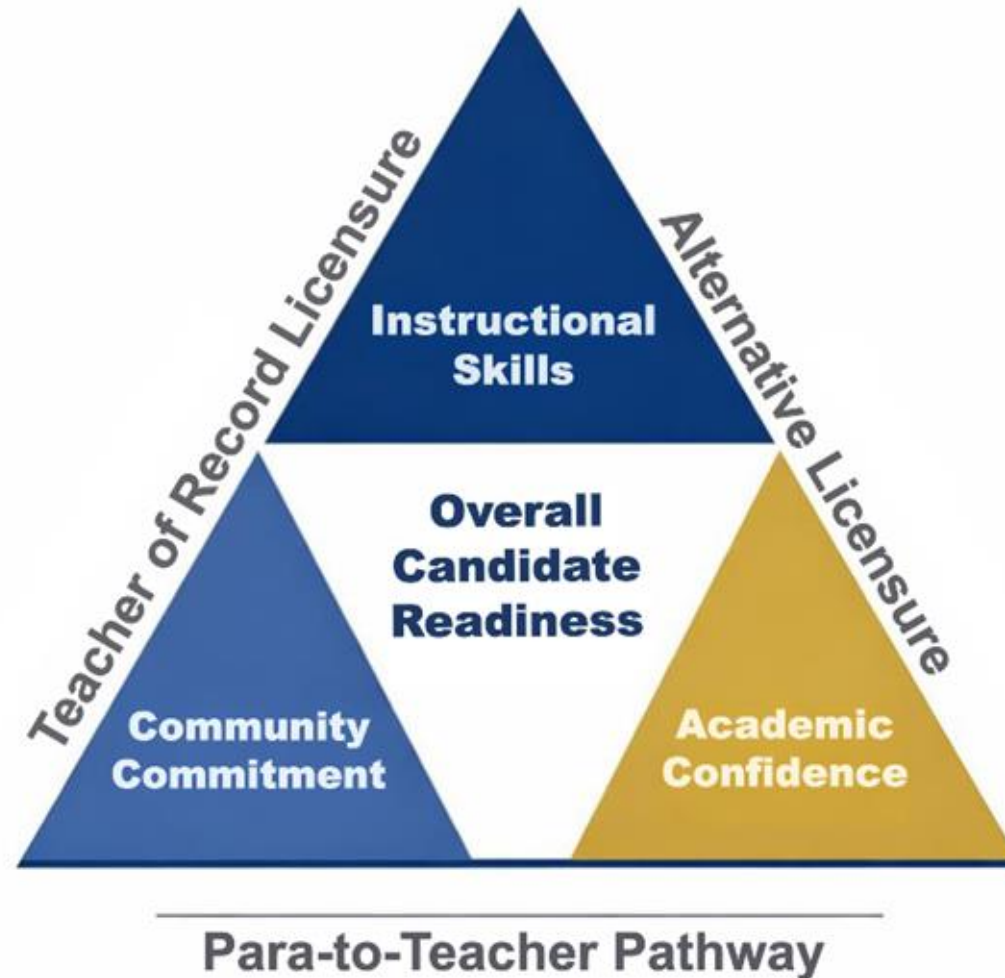 Teacher of Record Licensure
Alternative Licensure
Instructional
Skills
Overall
Candidate
Readiness
Community
Commitment
Academic
Confidence
Para-to-Teacher Pathway